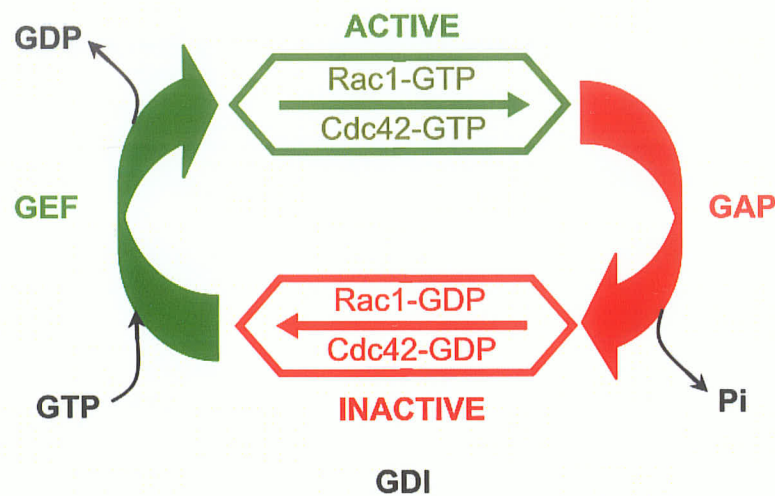 ACTIVE
GDP
Rac1-GTP
Cdc42-GTP
GEF
GAP
Rac1-GDP
Cdc42-GDP
GTP
INACTIVE
Pi
GDI